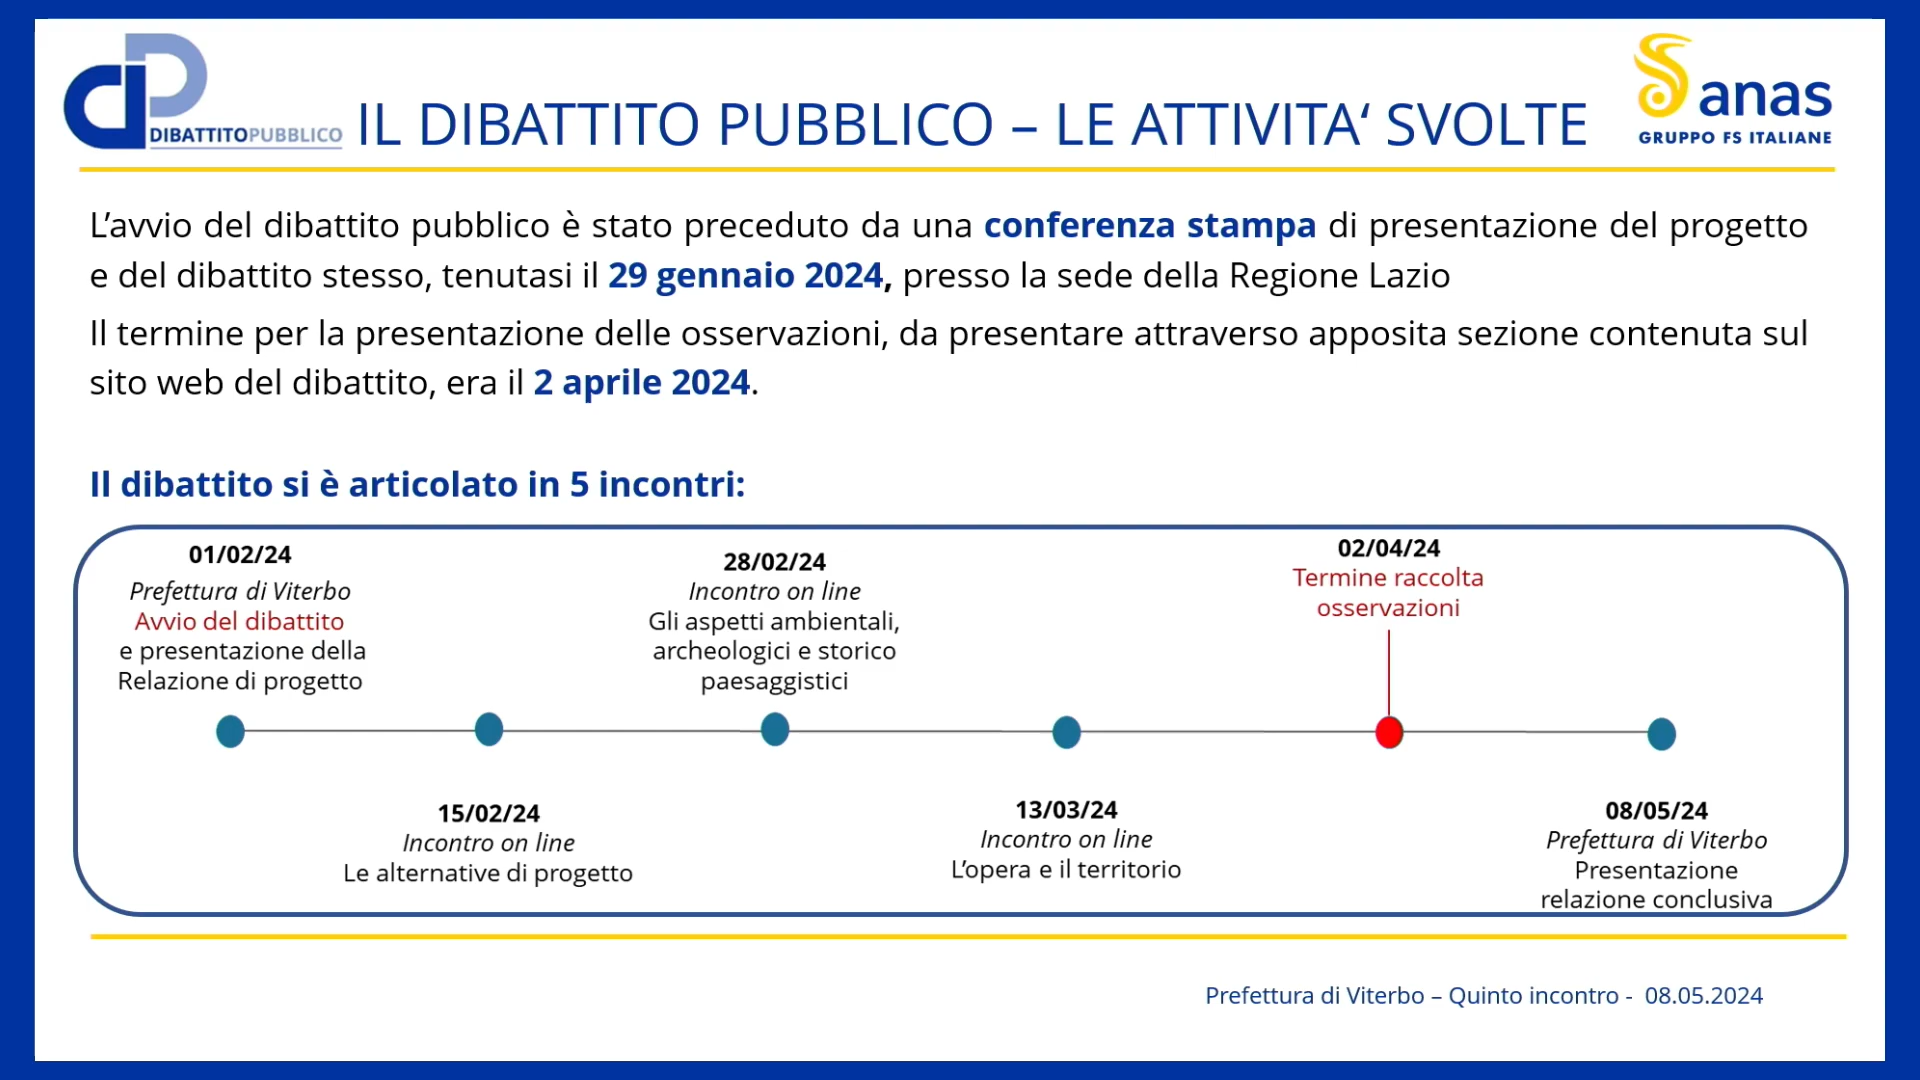 DIBATTITOPUBBLICO
IL DIBATTITO PUBBLICO – LE ATTIVITA‘ SVOLTE
anas
GRUPPO FS ITALIANE
L’avvio del dibattito pubblico è stato preceduto da una conferenza stampa di presentazione del progetto
e del dibattito stesso, tenutasi il 29 gennaio 2024, presso la sede della Regione Lazio
Il termine per la presentazione delle osservazioni, da presentare attraverso apposita sezione contenuta sul
sito web del dibattito, era il 2 aprile 2024.
Il dibattito si è articolato in 5 incontri:
01/02/24
Prefettura di Viterbo
Avvio del dibattito
e presentazione della
Relazione di progetto
15/02/24
Incontro on line
Le alternative di progetto
28/02/24
Incontro on line
Gli aspetti ambientali,
archeologici e storico
paesaggistici
13/03/24
Incontro on line
L’opera e il territorio
02/04/24
Termine raccolta
osservazioni
08/05/24
Prefettura di Viterbo
Presentazione
relazione conclusiva
Prefettura di Viterbo – Quinto incontro - 08.05.2024